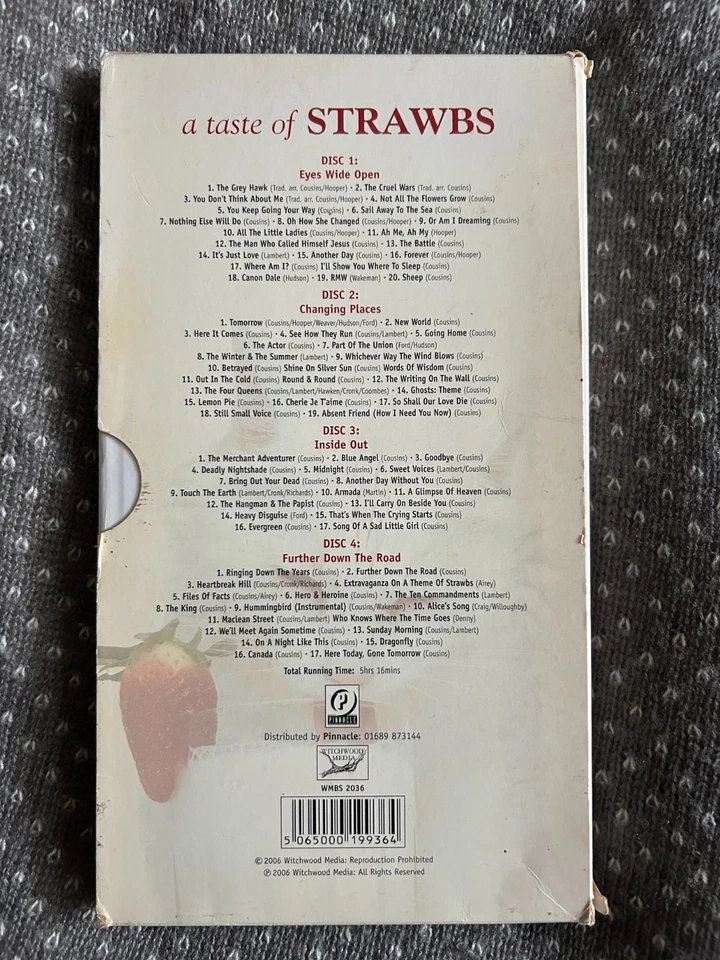 a taste of STRAWBS
DISC 1:
Eyes Wide Open
1. The Grey Hawk (Trad. arr. Cousins/Hooper) · 2. The Cruel Wars (Trad. arr. Cousins)
3. You Don't Think About Me (Trad. arr. Cousins/Hooper) · 4. Not All The Flowers Grow (Cousins)
5. You Keep Going Your Way (Cousins) · 6. Sail Away To The Sea (Cousins)
7. Nothing Else Will Do (Cousins) · 8. Oh How She Changed (Cousins/Hooper) · 9. Or Am I Dreaming (Cousins)
10. All The Little Ladies (Cousins/Hooper) · 11. Ah Me, Ah My (Hooper)
12. The Man Who Called Himself Jesus (Cousins) · 13. The Battle (Cousins)
14. It's Just Love (Lambert) · 15. Another Day (Cousins) · 16. Forever (Cousins/Hooper)
17. Where Am I? (Cousins) I'll Show You Where To Sleep (Cousins)
18. Canon Dale (Hudson) · 19. RMW (Wakeman) · 20. Sheep (Cousins)
DISC 2:
Changing Places
1. Tomorrow (Cousins/Hooper/Weaver/Hudson/Ford) · 2. New World (Cousins)
3. Here It Comes (Cousins) · 4. See How They Run (Cousins/Lambert) · 5. Going Home (Cousins)
6. The Actor (Cousins) · 7. Part Of The Union (Ford/Hudson)
8. The Winter & The Summer (Lambert) · 9. Whichever Way The Wind Blows (Cousins)
10. Betrayed (Cousins) Shine On Silver Sun (Cousins) Words Of Wisdom (Cousins)
11. Out In The Cold (Cousins) Round & Round (Cousins) · 12. The Writing On The Wall (Cousins)
13. The Four Queens (Cousins/Lambert/Hawken/Cronk/Coombes) · 14. Ghosts: Theme (Cousins)
15. Lemon Pie (Cousins) · 16. Cherie Je T'aime (Cousins) · 17. So Shall Our Love Die (Cousins)
18. Still Small Voice (Cousins) · 19. Absent Friend (How I Need You Now) (Cousins)
DISC 3:
Inside Out
1. The Merchant Adventurer (Cousins) · 2. Blue Angel (Cousins) · 3. Goodbye (Cousins)
4. Deadly Nightshade (Cousins) · 5. Midnight (Cousins) · 6. Sweet Voices (Lambert/Cousins)
7. Bring Out Your Dead (Cousins) · 8. Another Day Without You (Cousins)
9. Touch The Earth (Lambert/Cronk/Richards) · 10. Armada (Martin) · 11. A Glimpse Of Heaven (Cousins)
12. The Hangman & The Papist (Cousins) · 13. I'll Carry On Beside You (Cousins)
14. Heavy Disguise (Ford) · 15. That's When The Crying Starts (Cousins)
16. Evergreen (Cousins) · 17. Song Of A Sad Little Girl (Cousins)
DISC 4:
Further Down The Road
1. Ringing Down The Years (Cousins) · 2. Further Down The Road (Cousins)
3. Heartbreak Hill (Cousins/Cronk/Richards) · 4. Extravaganza On A Theme Of Strawbs (Airey)
5. Files Of Facts (Cousins/Airey) · 6. Hero & Heroine (Cousins) · 7. The Ten Commandments (Lambert)
8. The King (Cousins) · 9. Hummingbird (Instrumental) (Cousins/Wakeman) · 10. Alice's Song (Craig/Willoughby)
11. Maclean Street (Cousins/Lambert) Who Knows Where The Time Goes (Denny)
12. We'll Meet Again Sometime (Cousins) · 13. Sunday Morning (Cousins/Lambert)
14. On A Night Like This (Cousins) · 15. Dragonfly (Cousins)
16. Canada (Cousins) · 17. Here Today, Gone Tomorrow (Cousins)
Total Running Time: 5hrs 16mins
P
PINNACLE
Distributed by Pinnacle: 01689 873144
WITCHWOOD
MEDIA
WMBS 2036
5 065000 199364
© 2006 Witchwood Media: Reproduction Prohibited
℗ 2006 Witchwood Media: All Rights Reserved